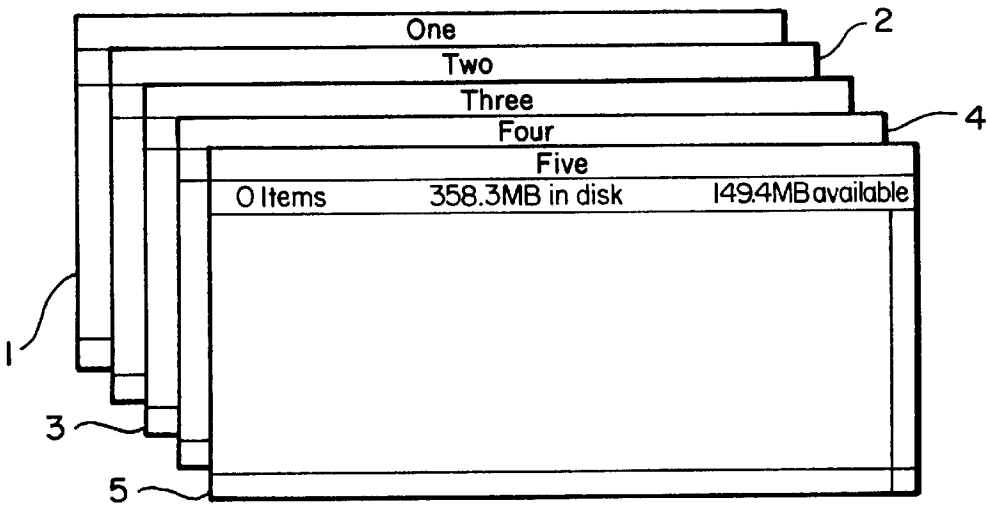 One
2
Two
Three
4
Four
Five
0 Items 358.3MB in disk 149.4MB available
1
3
5